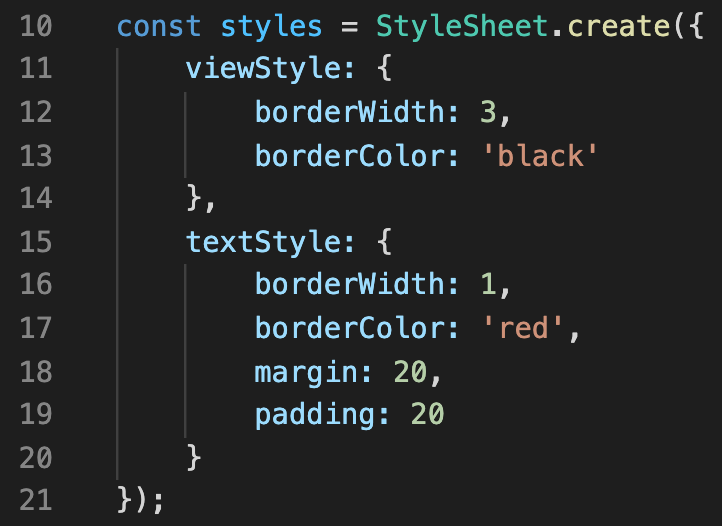 10 const styles = StyleSheet.create({
11     viewStyle: {
12         borderWidth: 3,
13         borderColor: 'black'
14     },
15     textStyle: {
16         borderWidth: 1,
17         borderColor: 'red',
18         margin: 20,
19         padding: 20
20     }
21 });